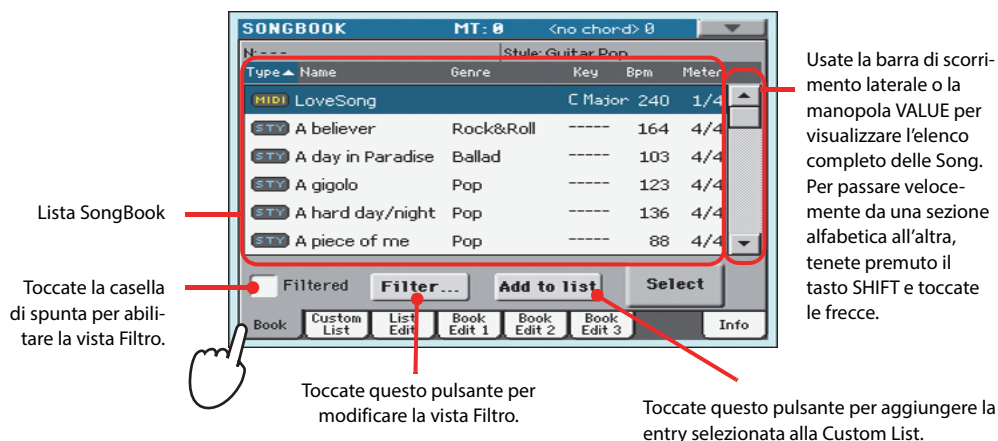 SONGBOOK MT: 0 <no chord> 0
N: --- Style: Guitar Pop
Type Name Genre Key Bpm Meter
MIDI LoveSong C Major 240 1/4
STY A believer Rock&Roll ----- 164 4/4
STY A day in Paradise Ballad ----- 103 4/4
STY A gigolo Pop ----- 123 4/4
STY A hard day/night Pop ----- 136 4/4
STY A piece of me Pop ----- 88 4/4
Filtered Filter... Add to list Select
Book Custom List List Edit Book Edit 1 Book Edit 2 Book Edit 3 Info
Lista SongBook
Toccate la casella
di spunta per abili-
tare la vista Filtro.
Usate la barra di scorri-
mento laterale o la
manopola VALUE per
visualizzare l'elenco
completo delle Song.
Per passare veloce-
mente da una sezione
alfabetica all'altra,
tenete premuto il
tasto SHIFT e toccate
le frecce.
Toccate questo pulsante per
modificare la vista Filtro.
Toccate questo pulsante per aggiungere la
entry selezionata alla Custom List.